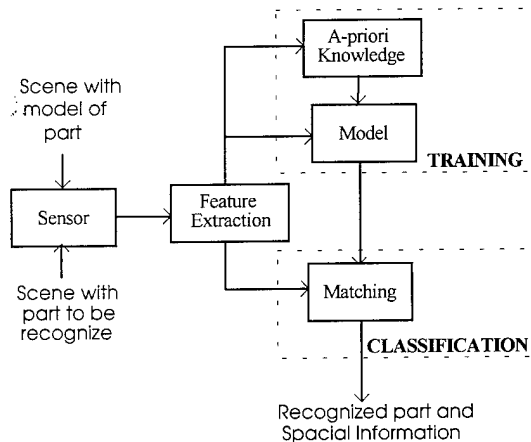 Scene with
model of
part
Sensor
Scene with
part to be
recognize
Feature
Extraction
A-priori
Knowledge
Model
TRAINING
Matching
CLASSIFICATION
Recognized part and
Spacial Information